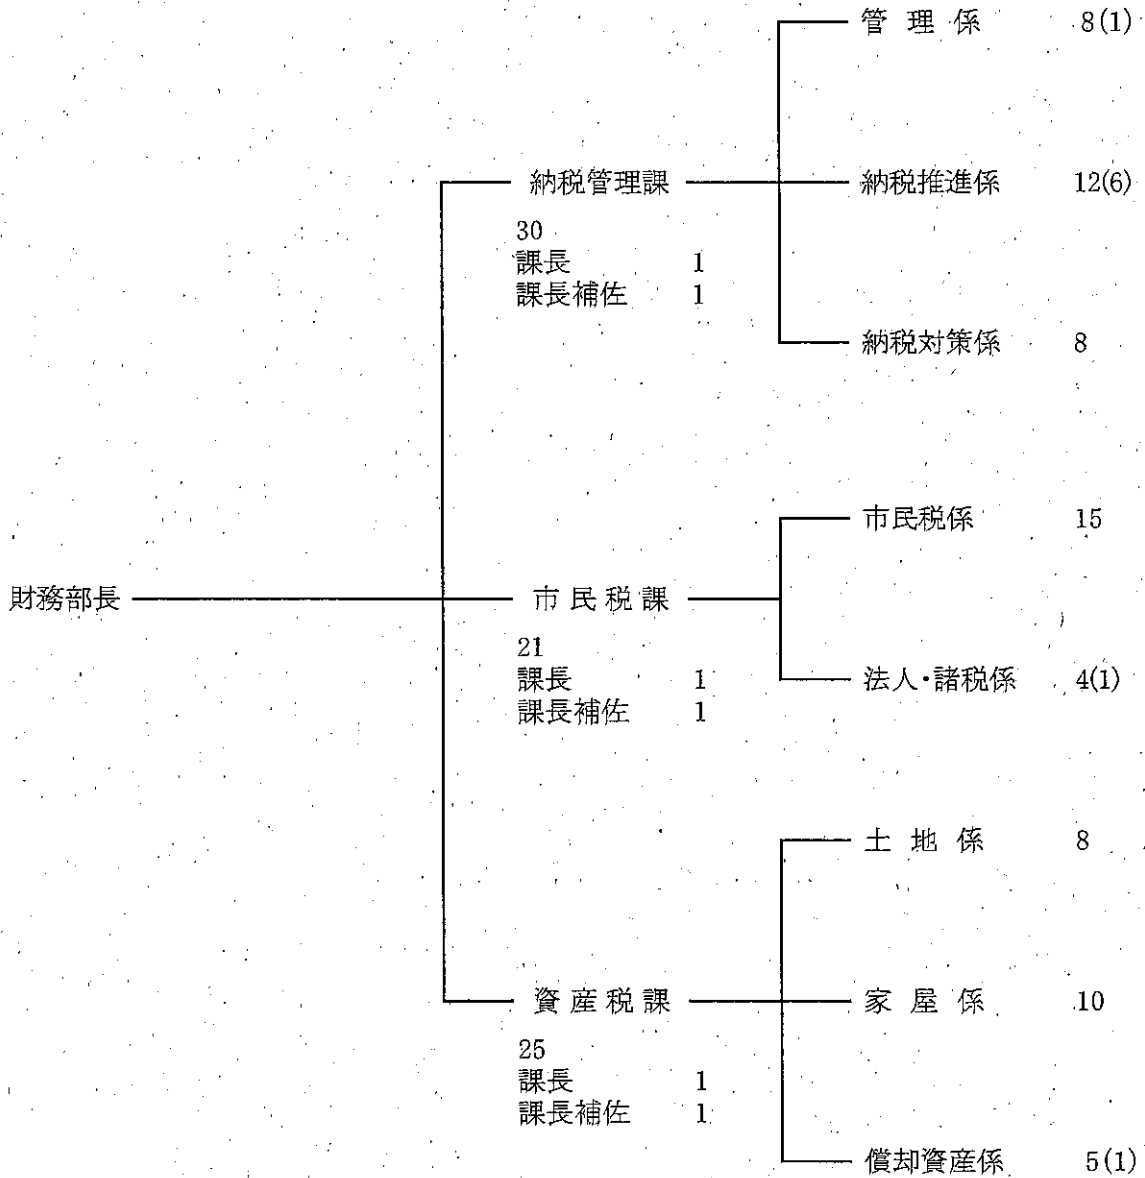 管理係 8(1)
納税管理課 納税推進係 12(6)
30
課長 1
課長補佐 1
納税対策係 8
市民税係 15
財務部長 市民税課
21
課長 1
課長補佐 1
法人・諸税係 4(1)
土地係 8
資産税課 家屋係 10
25
課長 1
課長補佐 1
償却資産係 5(1)